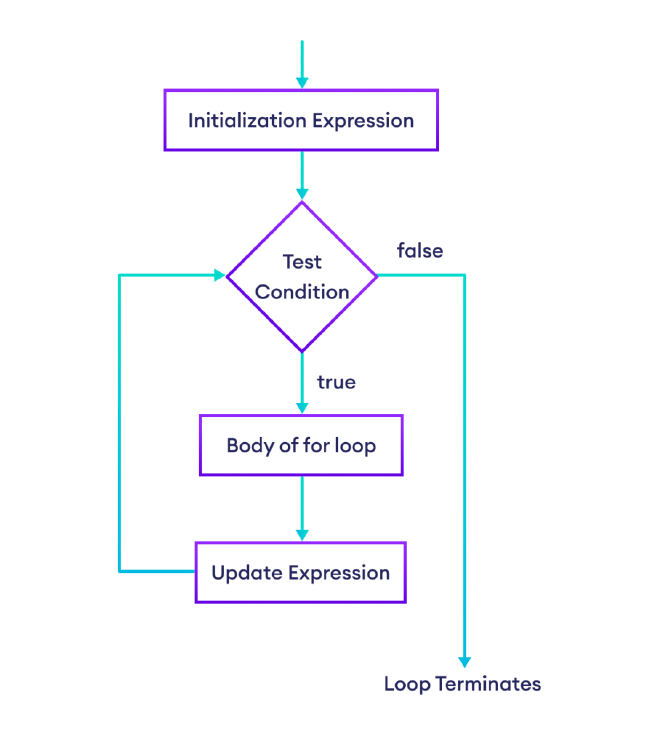 Initialization Expression
Test
Condition
false
true
Body of for loop
Update Expression
Loop Terminates